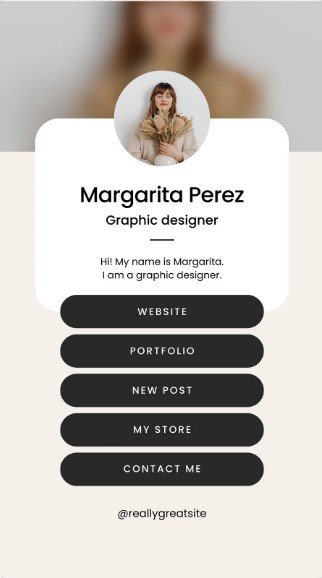 Margarita Perez
Graphic designer
Hi! My name is Margarita.
I am a graphic designer.
WEBSITE
PORTFOLIO
NEW POST
MY STORE
CONTACT ME
@reallygreatsite